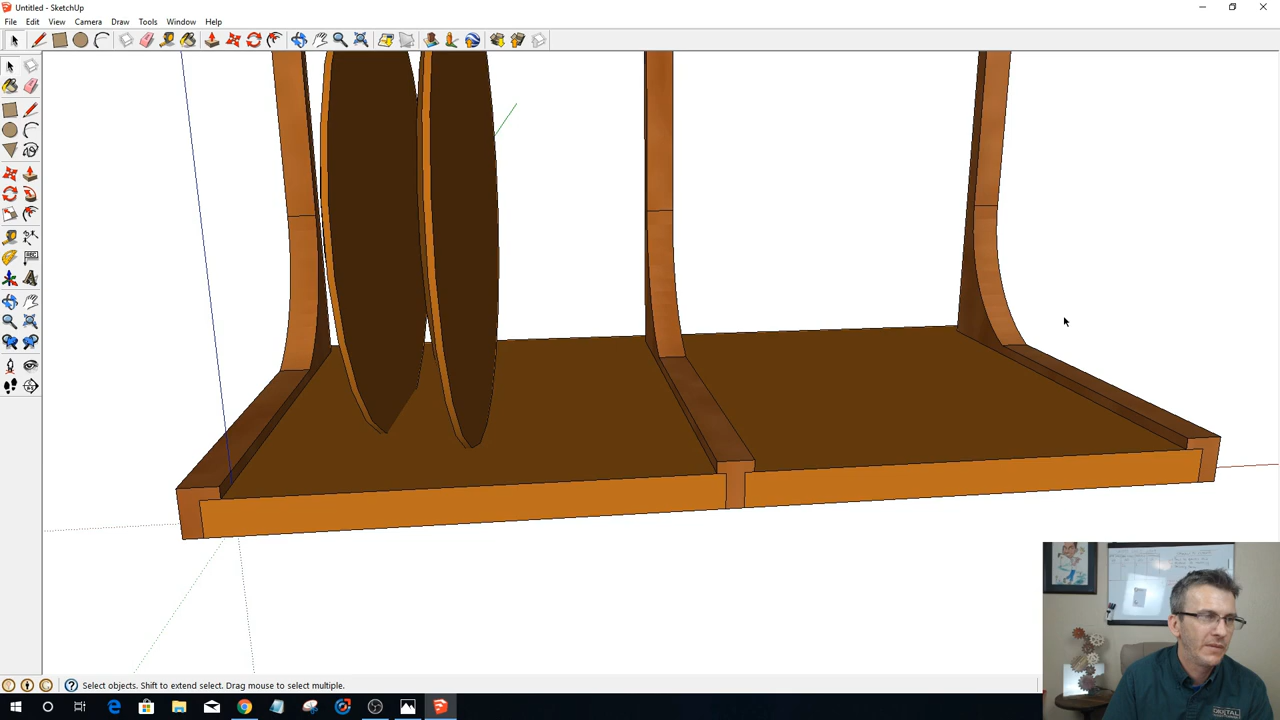 Untitled - SketchUp
File Edit View Camera Draw Tools Window Help
Select objects. Shift to extend select. Drag mouse to select multiple.
DIGITAL